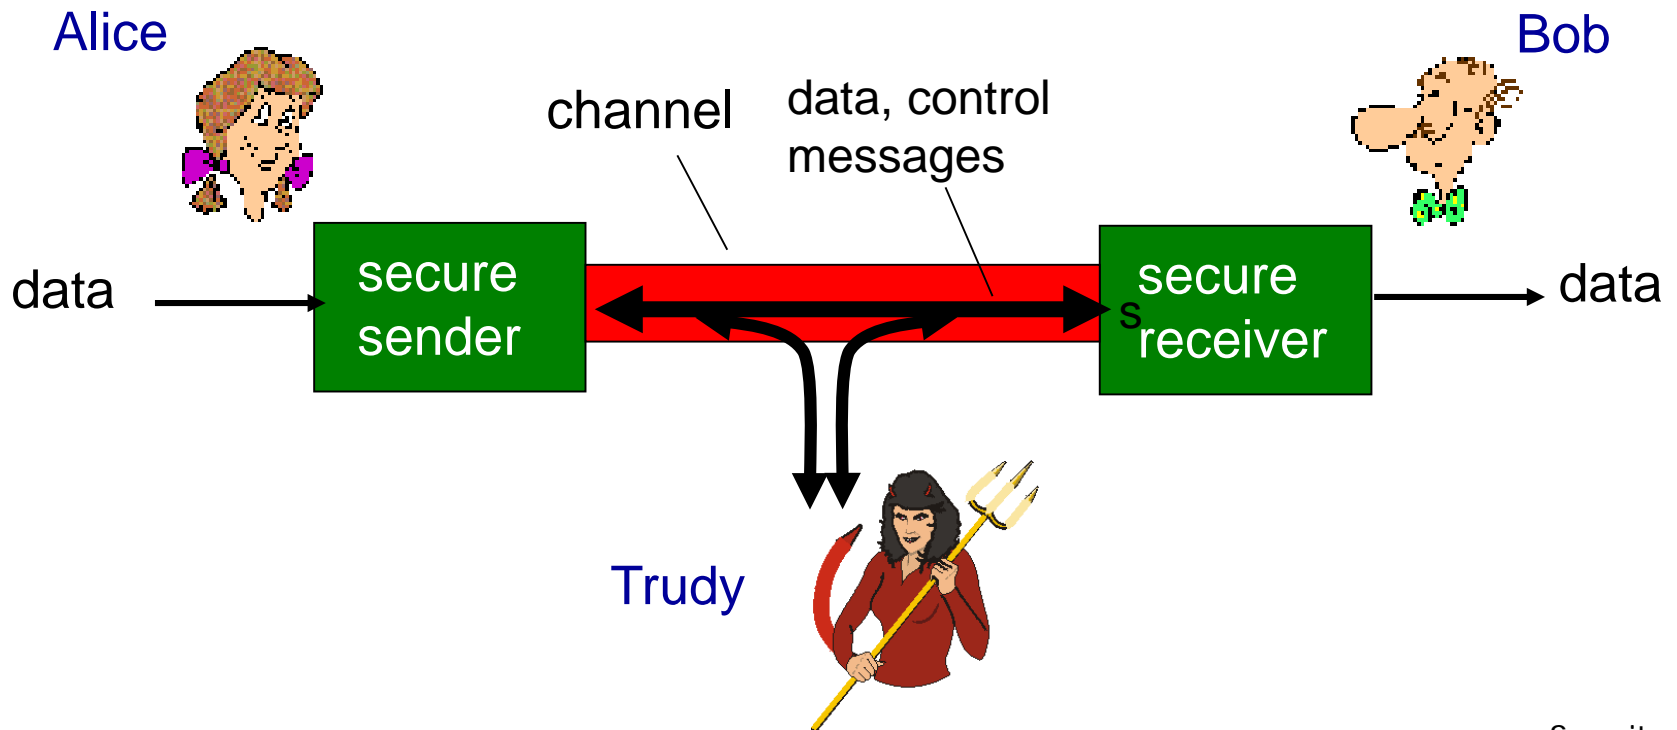 Alice
Bob
channel
data, control
messages
data
secure
sender
s
secure
receiver
data
Trudy